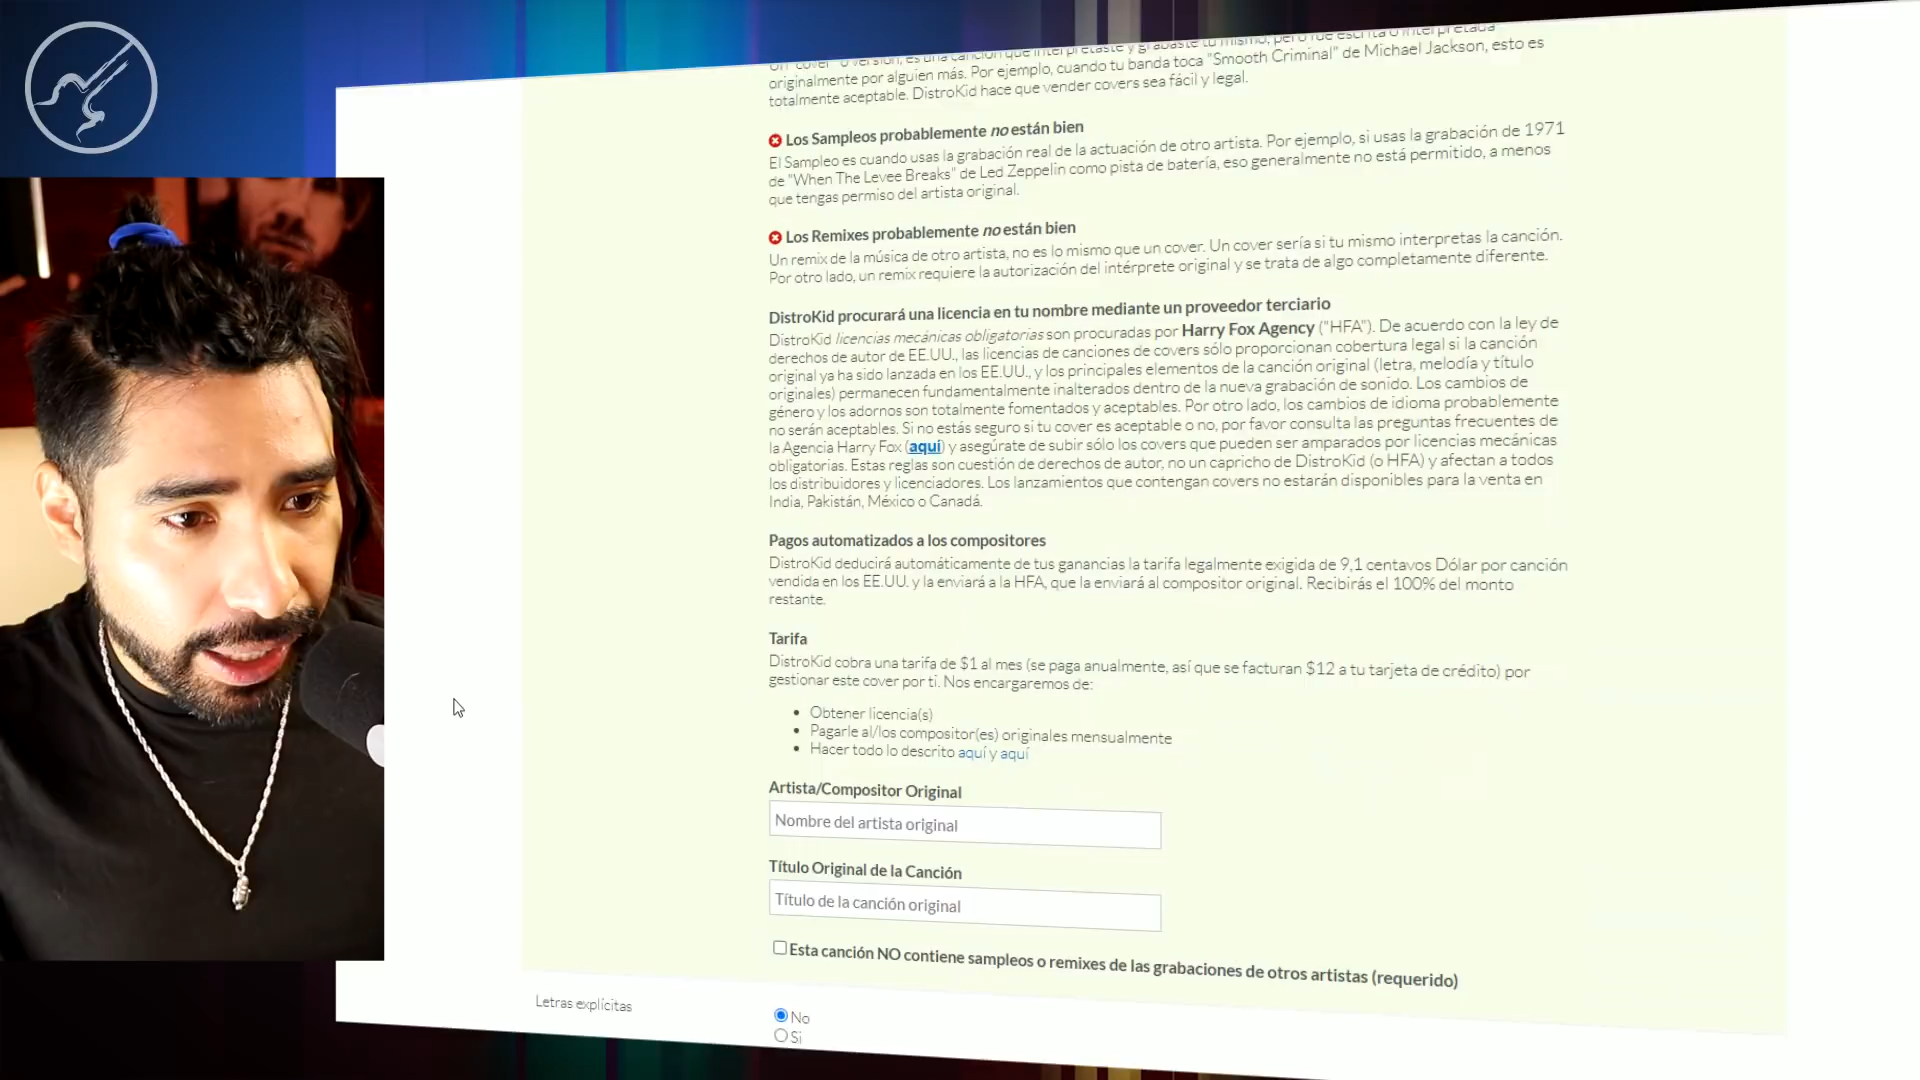 Un "cover" o versión, es una canción que interpretaste y grabaste tú mismo, pero fue escrita o interpretada
originalmente por alguien más. Por ejemplo, cuando tu banda toca "Smooth Criminal" de Michael Jackson, esto es
totalmente aceptable. DistroKid hace que vender covers sea fácil y legal.
Los Sampleos probablemente no están bien
El Sampleo es cuando usas la grabación real de la actuación de otro artista. Por ejemplo, si usas la grabación de 1971
de "When The Levee Breaks" de Led Zeppelin como pista de batería, eso generalmente no está permitido, a menos
que tengas permiso del artista original.
Los Remixes probablemente no están bien
Un remix de la música de otro artista, no es lo mismo que un cover. Un cover sería si tu mismo interpretas la canción.
Por otro lado, un remix requiere la autorización del intérprete original y se trata de algo completamente diferente.
DistroKid procurará una licencia en tu nombre mediante un proveedor terciario
DistroKid licencias mecánicas obligatorias son procuradas por Harry Fox Agency ("HFA"). De acuerdo con la ley de
derechos de autor de EE.UU., las licencias de canciones de covers sólo proporcionan cobertura legal si la canción
original ya ha sido lanzada en los EE.UU., y los principales elementos de la canción original (letra, melodía y título
originales) permanecen fundamentalmente inalterados dentro de la nueva grabación de sonido. Los cambios de
género y los adornos son totalmente fomentados y aceptables. Por otro lado, los cambios de idioma probablemente
no serán aceptables. Si no estás seguro si tu cover es aceptable o no, por favor consulta las preguntas frecuentes de
la Agencia Harry Fox (aquí) y asegúrate de subir sólo los covers que pueden ser amparados por licencias mecánicas
obligatorias. Estas reglas son cuestión de derechos de autor, no un capricho de DistroKid (o HFA) y afectan a todos
los distribuidores y licenciadores. Los lanzamientos que contengan covers no estarán disponibles para la venta en
India, Pakistán, México o Canadá.
Pagos automatizados a los compositores
DistroKid deducirá automáticamente de tus ganancias la tarifa legalmente exigida de 9,1 centavos Dólar por canción
vendida en los EE.UU. y la enviará a la HFA, que la enviará al compositor original. Recibirás el 100% del monto
restante.
Tarifa
DistroKid cobra una tarifa de $1 al mes (se paga anualmente, así que se facturan $12 a tu tarjeta de crédito) por
gestionar este cover por ti. Nos encargaremos de:
• Obtener licencia(s)
• Pagarle al/los compositor(es) originales mensualmente
• Hacer todo lo descrito aquí y aquí
Artista/Compositor Original
Nombre del artista original
Título Original de la Canción
Título de la canción original
Esta canción NO contiene sampleos o remixes de las grabaciones de otros artistas (requerido)
Letras explícitas
No
Si